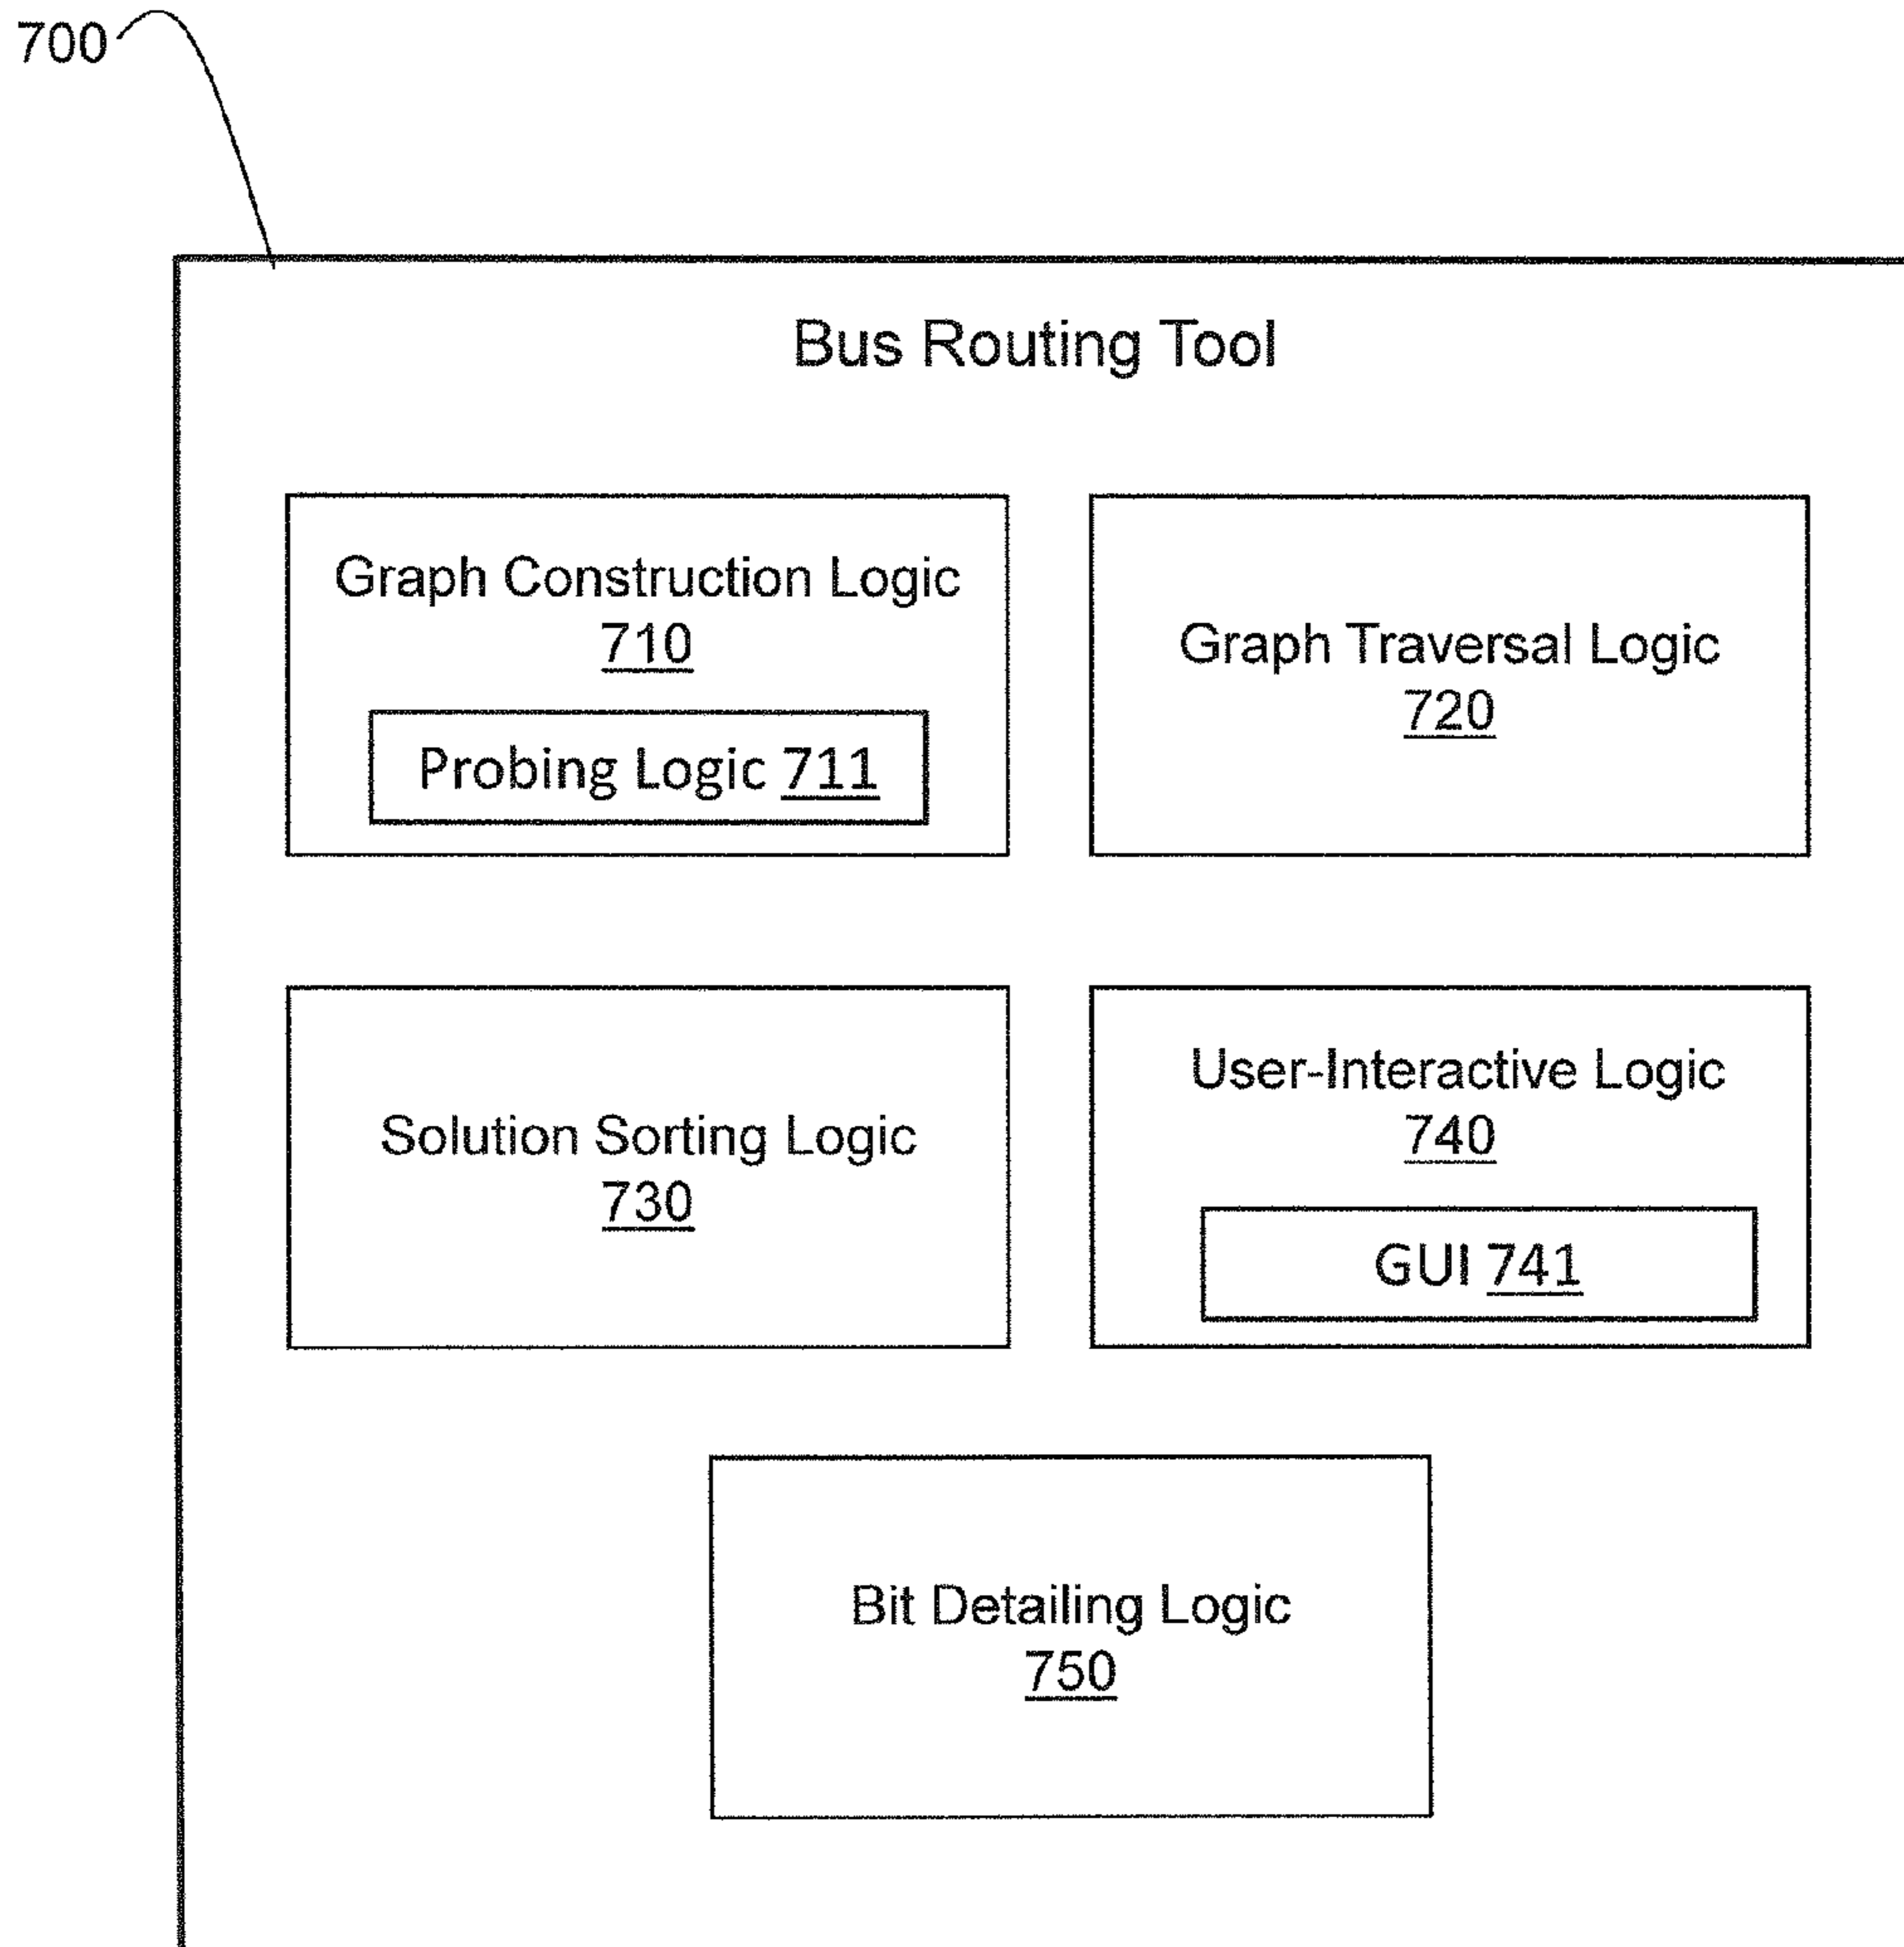 700
Bus Routing Tool
Graph Construction Logic
710
Probing Logic 711
Graph Traversal Logic
720
Solution Sorting Logic
730
User-Interactive Logic
740
GUI 741
Bit Detailing Logic
750